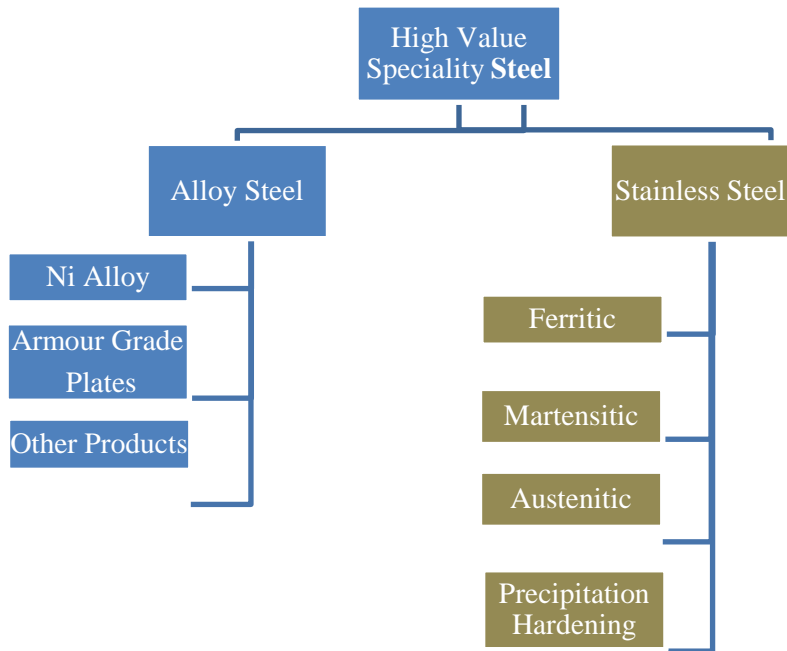 High Value
Speciality Steel
Alloy Steel
Stainless Steel
Ni Alloy
Armour Grade
Plates
Other Products
Ferritic
Martensitic
Austenitic
Precipitation
Hardening